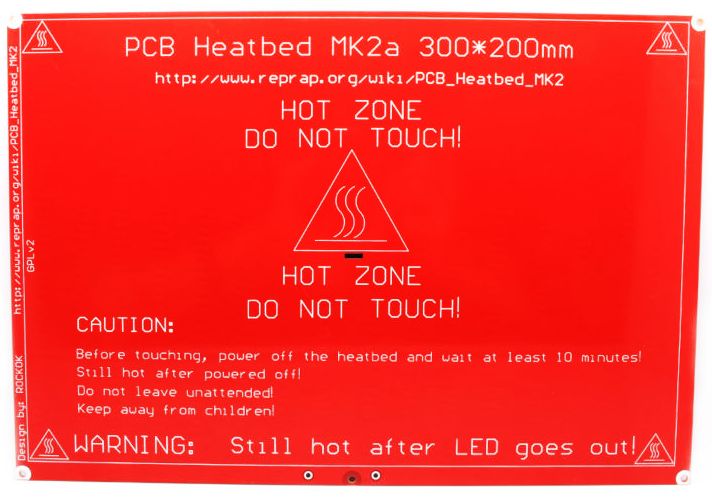 PCB Heatbed MK2a 300*200mm
http://www.reprap.org/wiki/PCB_Heatbed_MK2
HOT ZONE
DO NOT TOUCH!
HOT ZONE
DO NOT TOUCH!
CAUTION:
Before touching, power off the heatbed and wait at least 10 minutes!
Still hot after powered off!
Do not leave unattended!
Keep away from children!
WARNING: Still hot after LED goes out!
http://www.reprap.org/wiki/PCB_Heatbed_MK2
GPLv2
Design by: ROCKOK